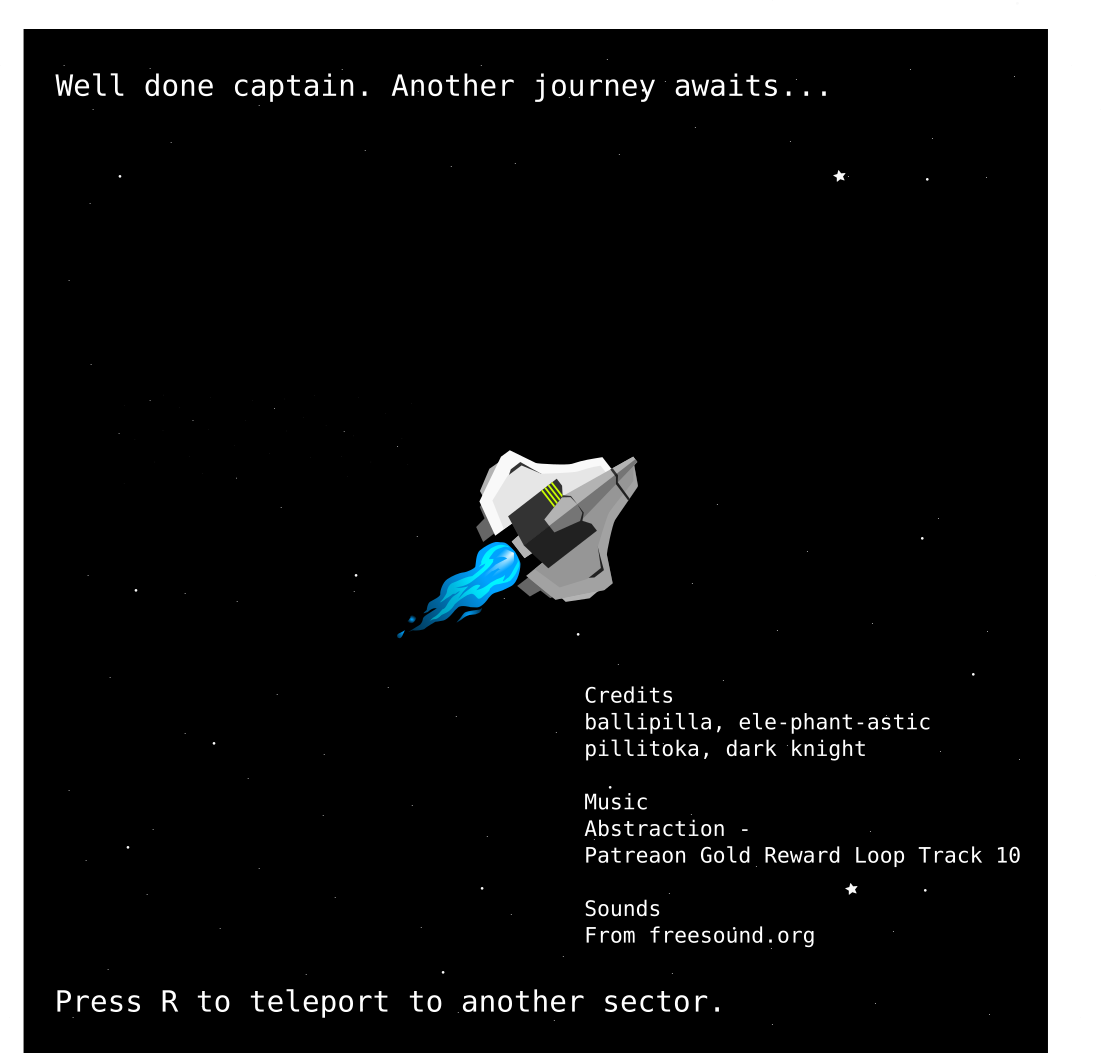 Well done captain. Another journey awaits...
Credits
ballipilla, ele-phant-astic
pillitoka, dark knight
Music
Abstraction -
Patreaon Gold Reward Loop Track 10
Sounds
From freesound.org
Press R to teleport to another sector.